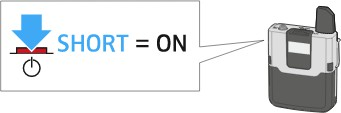 SHORT = ON